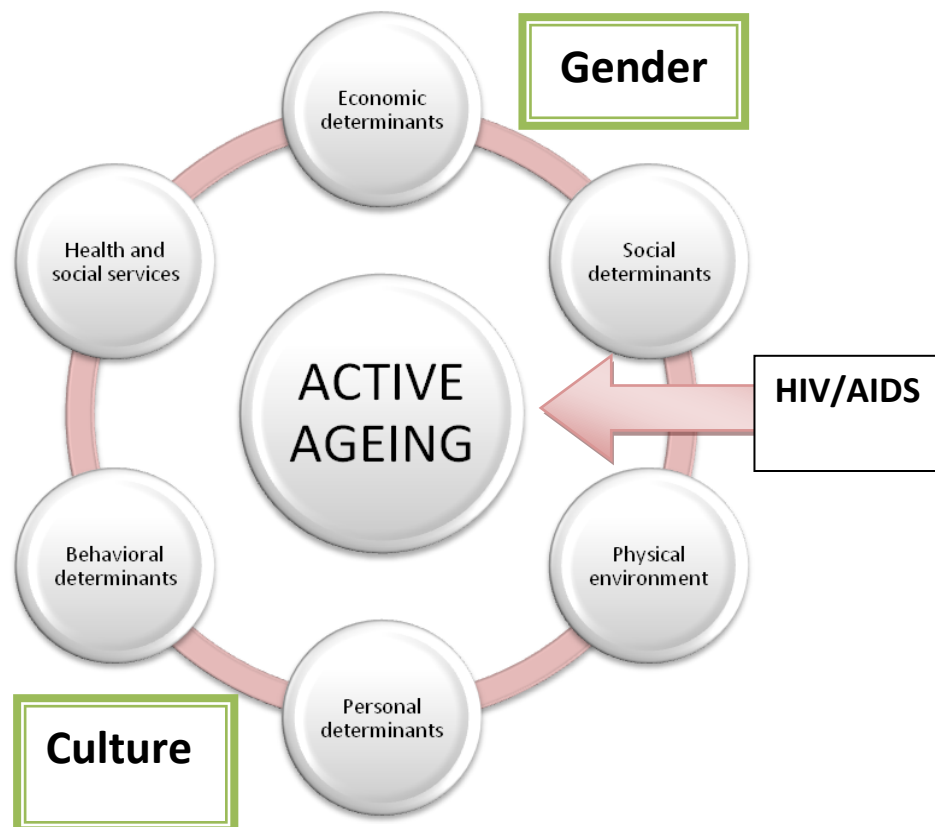 Gender
Economic
determinants
Health and
social services
Social
determinants
ACTIVE
AGEING
HIV/AIDS
Behavioral
determinants
Physical
environment
Personal
determinants
Culture